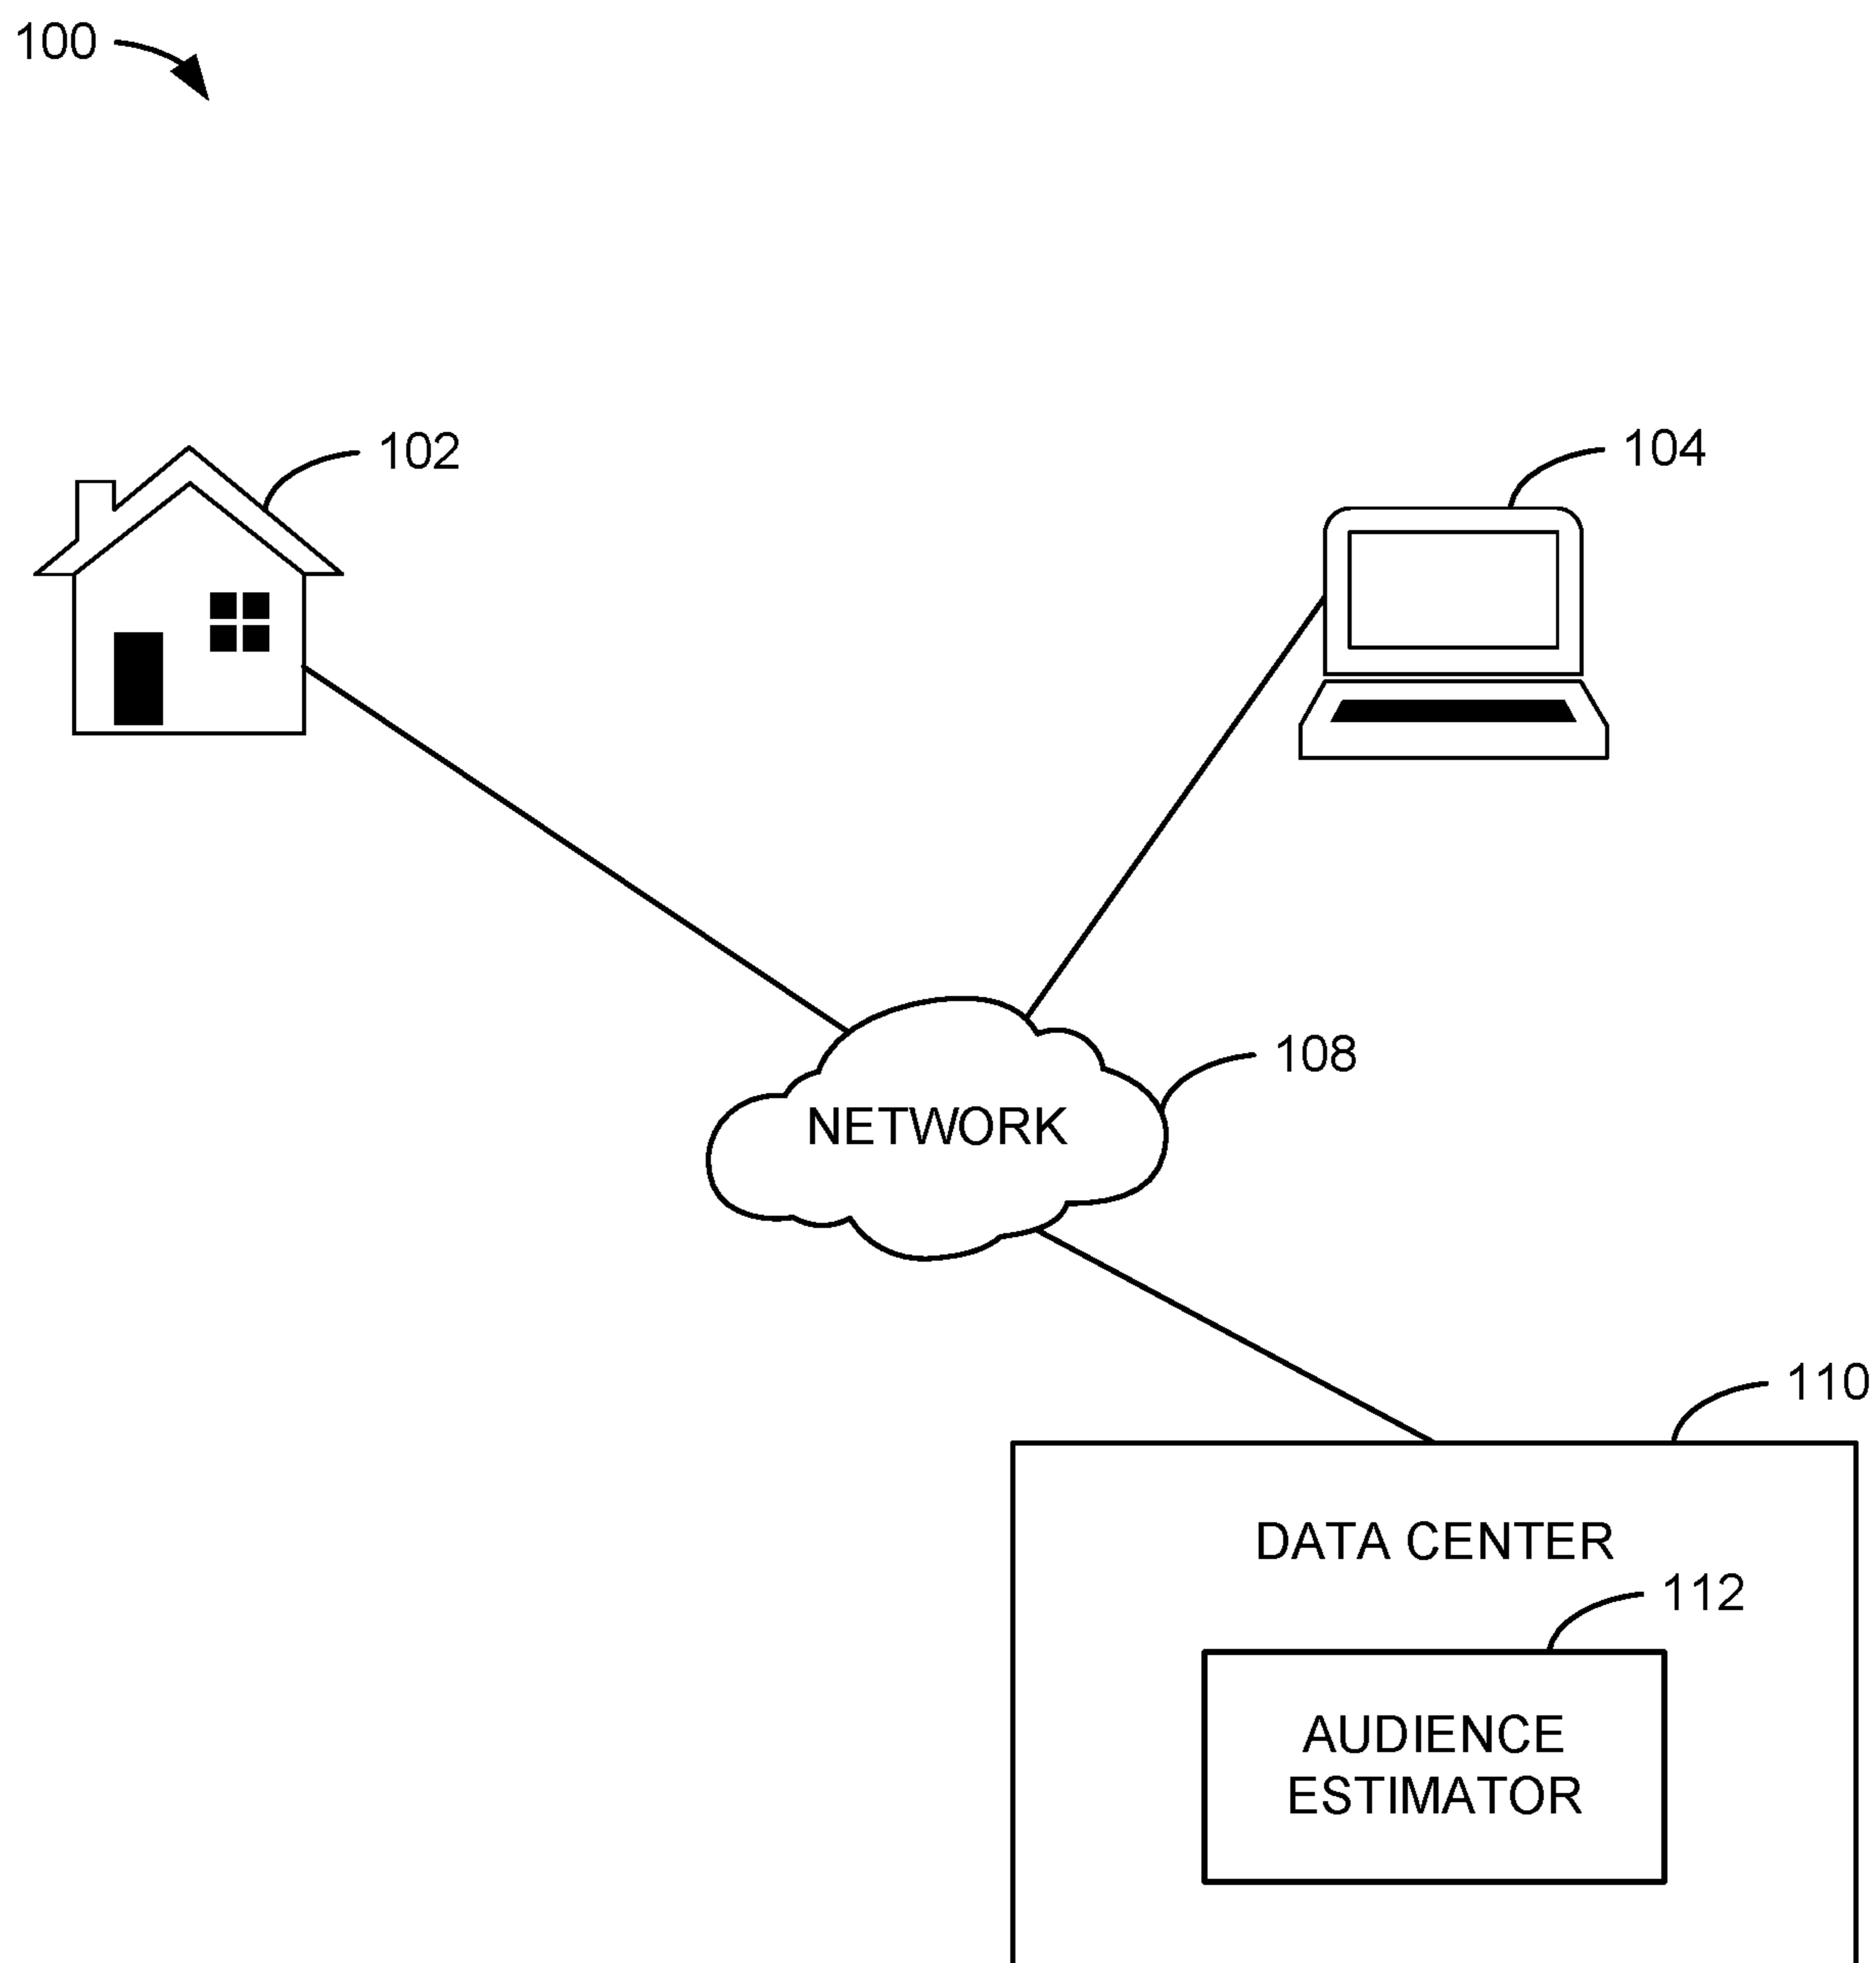 100
102
104
108
NETWORK
110
DATA CENTER
112
AUDIENCE
ESTIMATOR